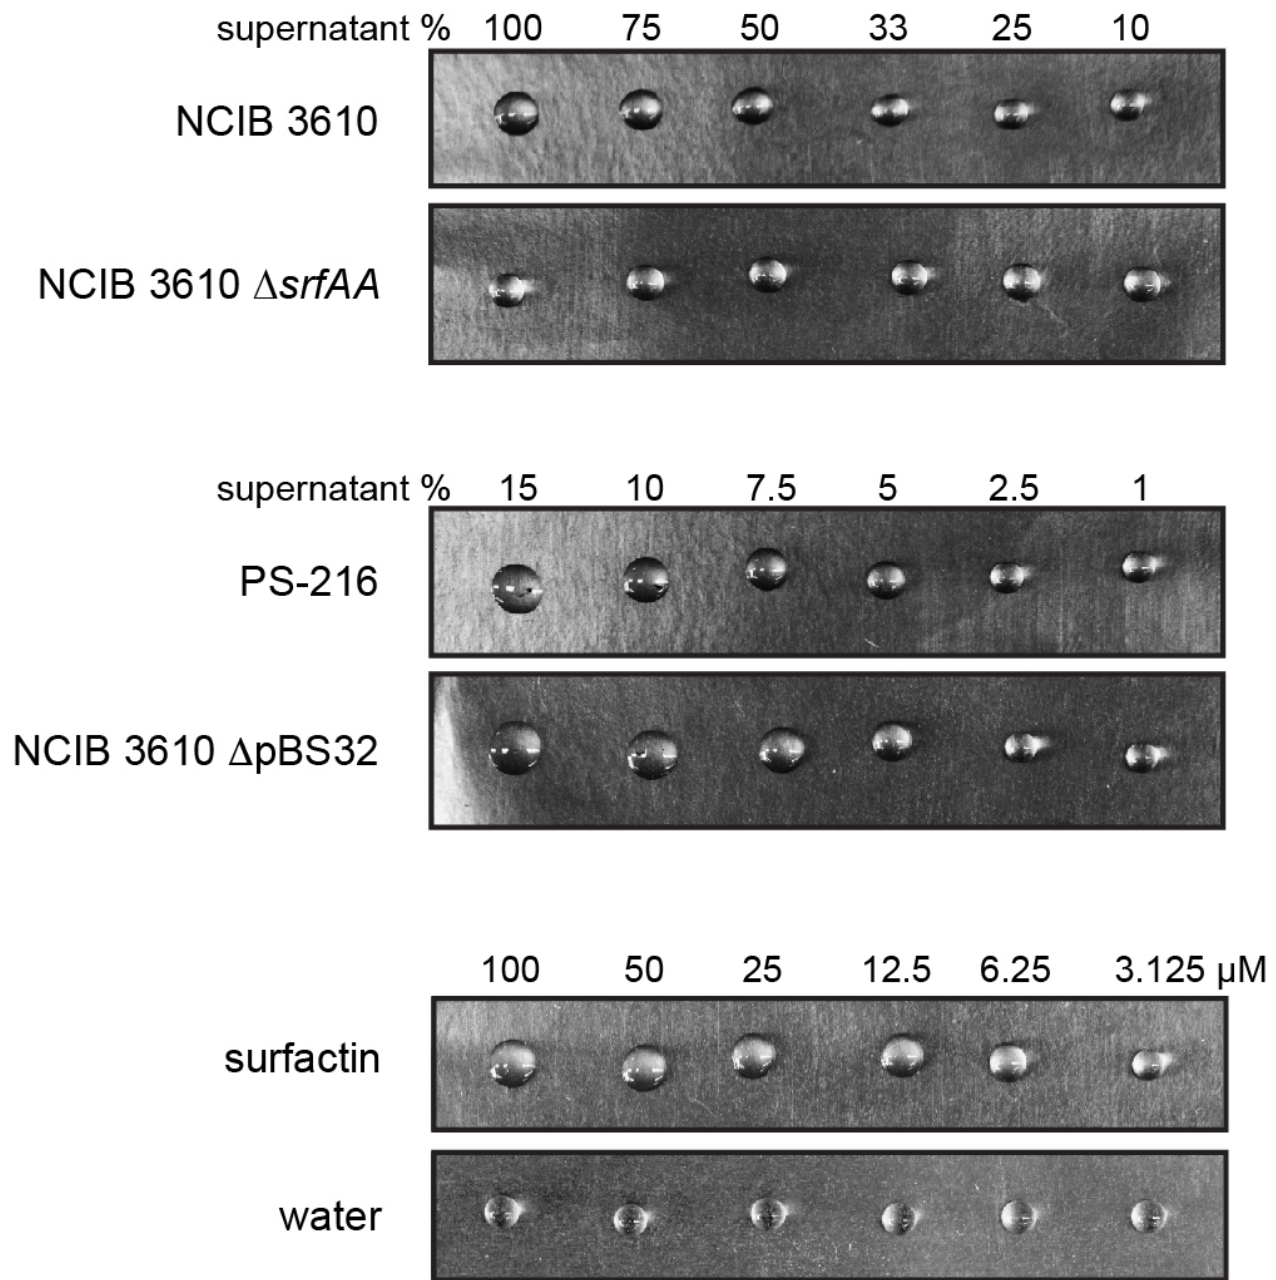 supernatant % 100 75 50 33 25 10
NCIB 3610
NCIB 3610 ΔsrfAA
supernatant % 15 10 7.5 5 2.5 1
PS-216
NCIB 3610 ΔpBS32
100 50 25 12.5 6.25 3.125 µM
surfactin
water